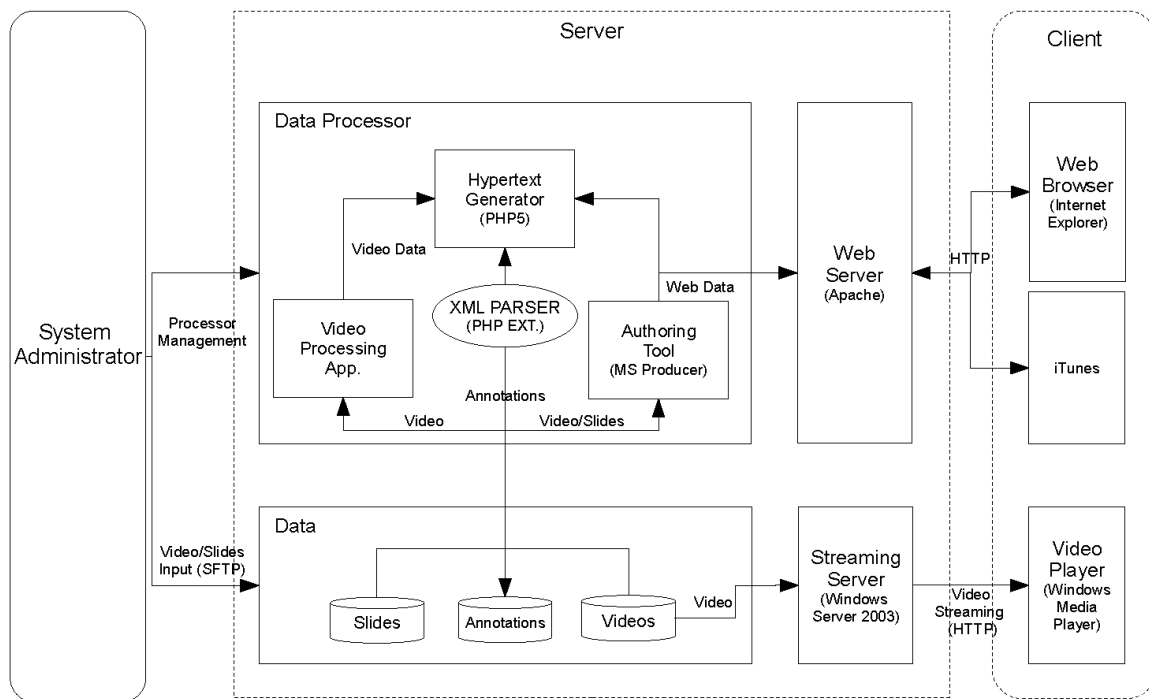 Server
Client
Data Processor
Hypertext
Generator
(PHP5)
Web
Browser
(Internet
Explorer)
Video Data
Web
Server
(Apache)
HTTP
Web Data
XML PARSER
(PHP EXT.)
System
Administrator
Processor
Management
Video
Processing
App.
Authoring
Tool
(MS Producer)
iTunes
Annotations
Video
Video/Slides
Data
Video/Slides
Input (SFTP)
Streaming
Server
(Windows
Server 2003)
Video
Player
(Windows
Media
Player)
Video
Streaming
(HTTP)
Video
Slides
Annotations
Videos